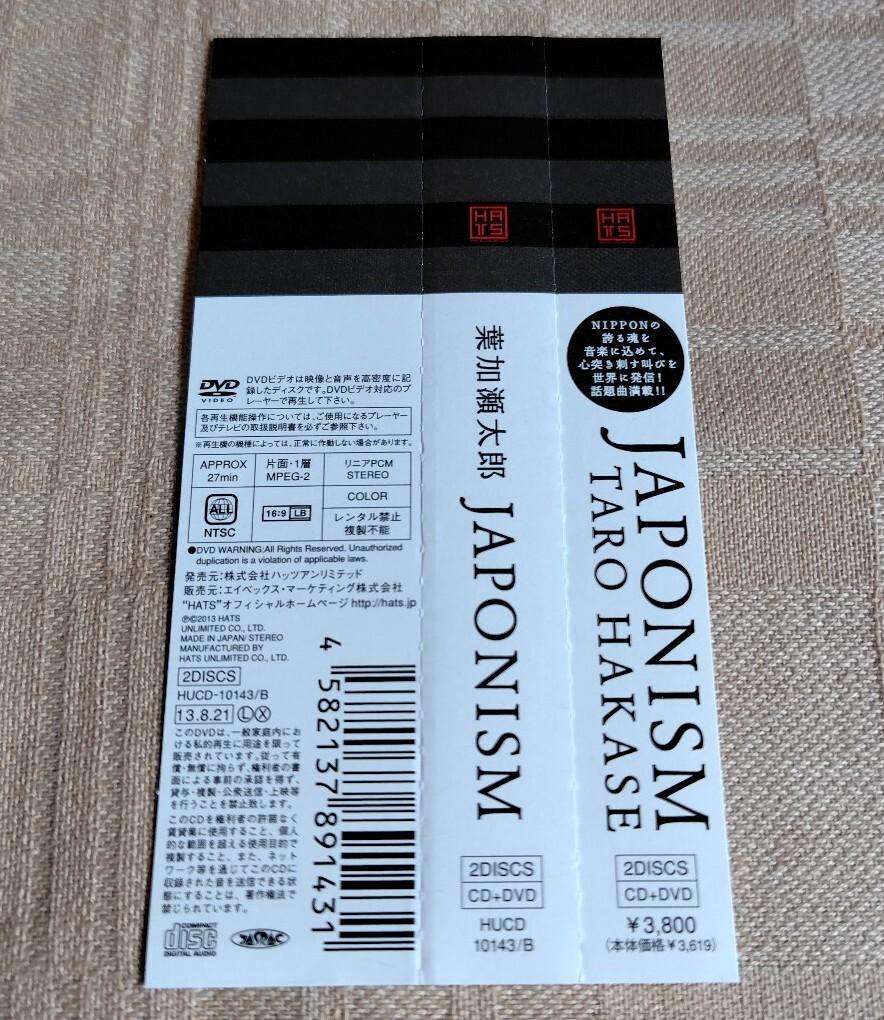 HATS
HATS
NIPPONの
誇る魂を
音楽に込めて、
心突き刺す叫びを
世界に発信!
話題曲満載!!
JAPONISM
TARO HAKASE
2DISCS
CD+DVD
¥3,800
(本体価格¥3,619)
葉加瀬太郎 JAPONISM
2DISCS
CD+DVD
HUCD
10143/B
DVD
VIDEO
DVDビデオは映像と音声を高密度に記
録したディスクです。DVDビデオ対応のプ
レーヤーで再生して下さい。
各再生機能操作については、ご使用になるプレーヤー
及びテレビの取扱説明書を必ずご参照下さい。
※再生機の機種によっては、正常に作動しない場合があります。
APPROX
27min
片面・1層
MPEG-2
リニアPCM
STEREO
ALL
NTSC
16:9 LB
COLOR
レンタル禁止
複製不能
●DVD WARNING:All Rights Reserved. Unauthorized
duplication is a violation of applicable laws.
発売元:株式会社ハッツアンリミテッド
販売元:エイベックス・マーケティング株式会社
"HATS"オフィシャルホームページ http://hats.jp
℗©2013 HATS
UNLIMITED CO., LTD.
MADE IN JAPAN/ STEREO
MANUFACTURED BY
HATS UNLIMITED CO., LTD.
2DISCS
HUCD-10143/B
13.8.21 Ⓛ Ⓧ
このDVDは、一般家庭内にお
ける私的再生に用途を限って
販売されています。従って有
償・無償に拘らず、権利者の書
面による事前の承諾を得ず、
貸与・複製・公衆送信・上映等
を行うことを禁止致します。
このCDを権利者の許諾なく
賃貸業に使用すること、個人
的な範囲を超える使用目的で
複製すること、また、ネット
ワーク等を通じてこのCDに
収録された音を送信できる状
態にすることは、著作権法で
禁じられています。
COMPACT
disc
DIGITAL AUDIO
JASRAC
4 582137 891431